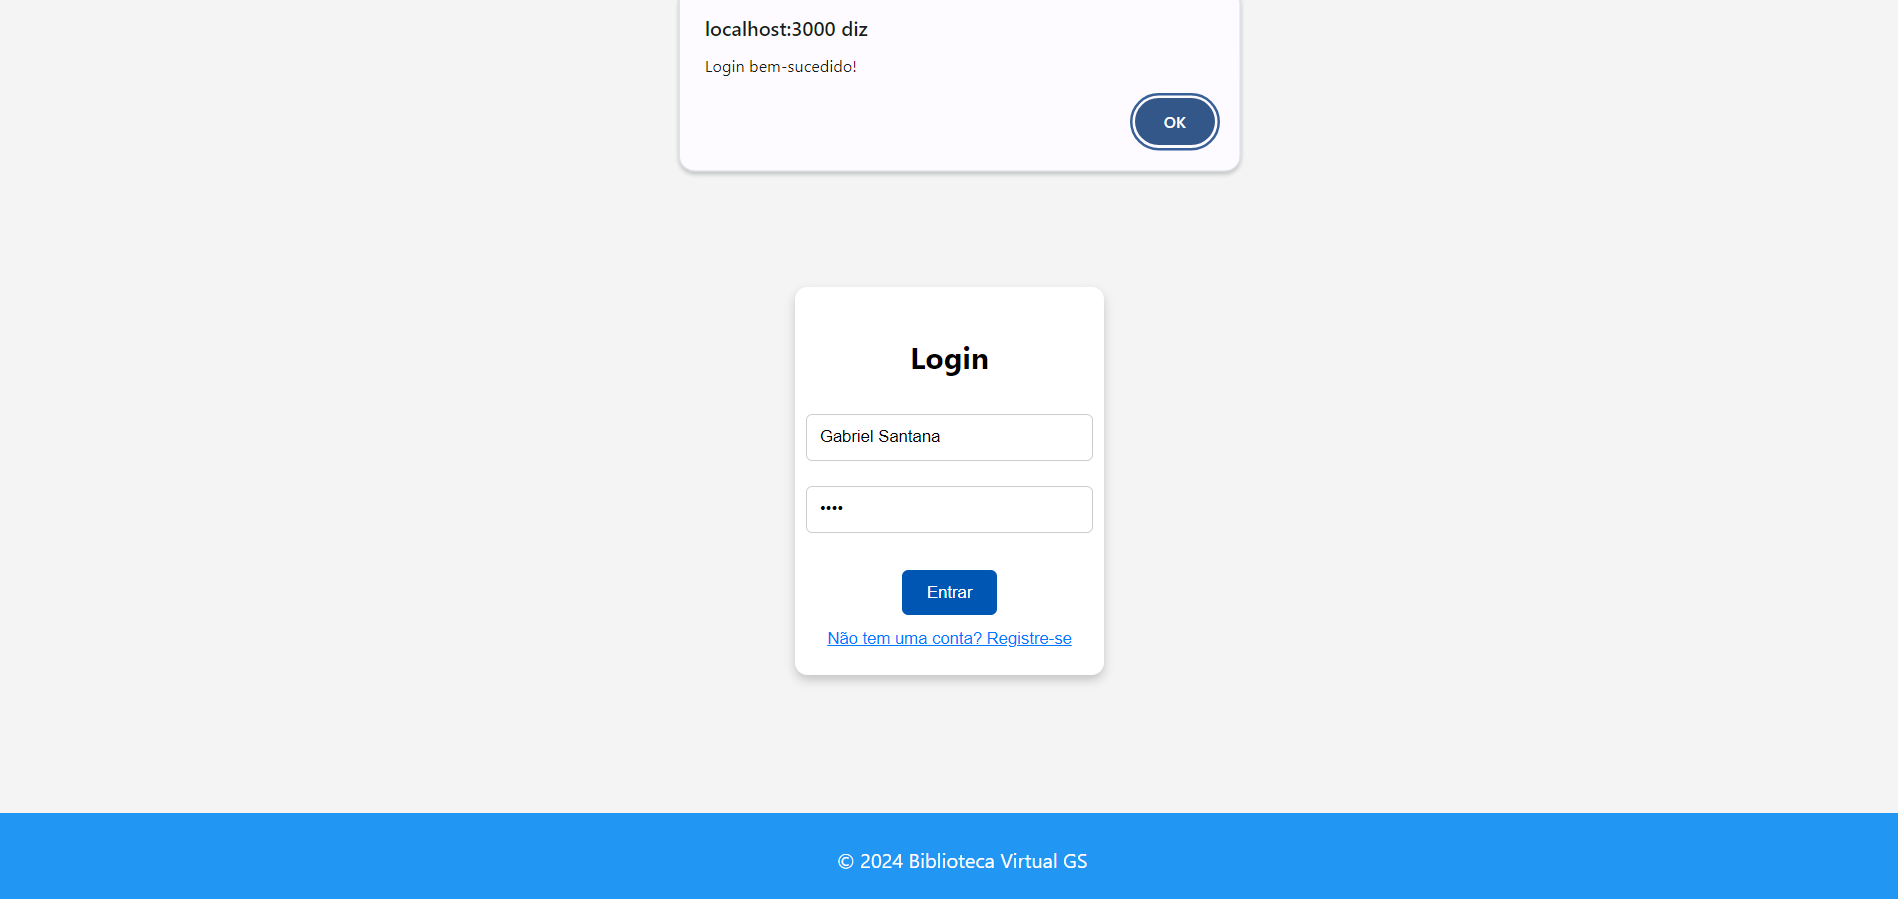 localhost:3000 diz
Login bem-sucedido!
OK
Login
Gabriel Santana
••••
Entrar
Não tem uma conta? Registre-se
© 2024 Biblioteca Virtual GS